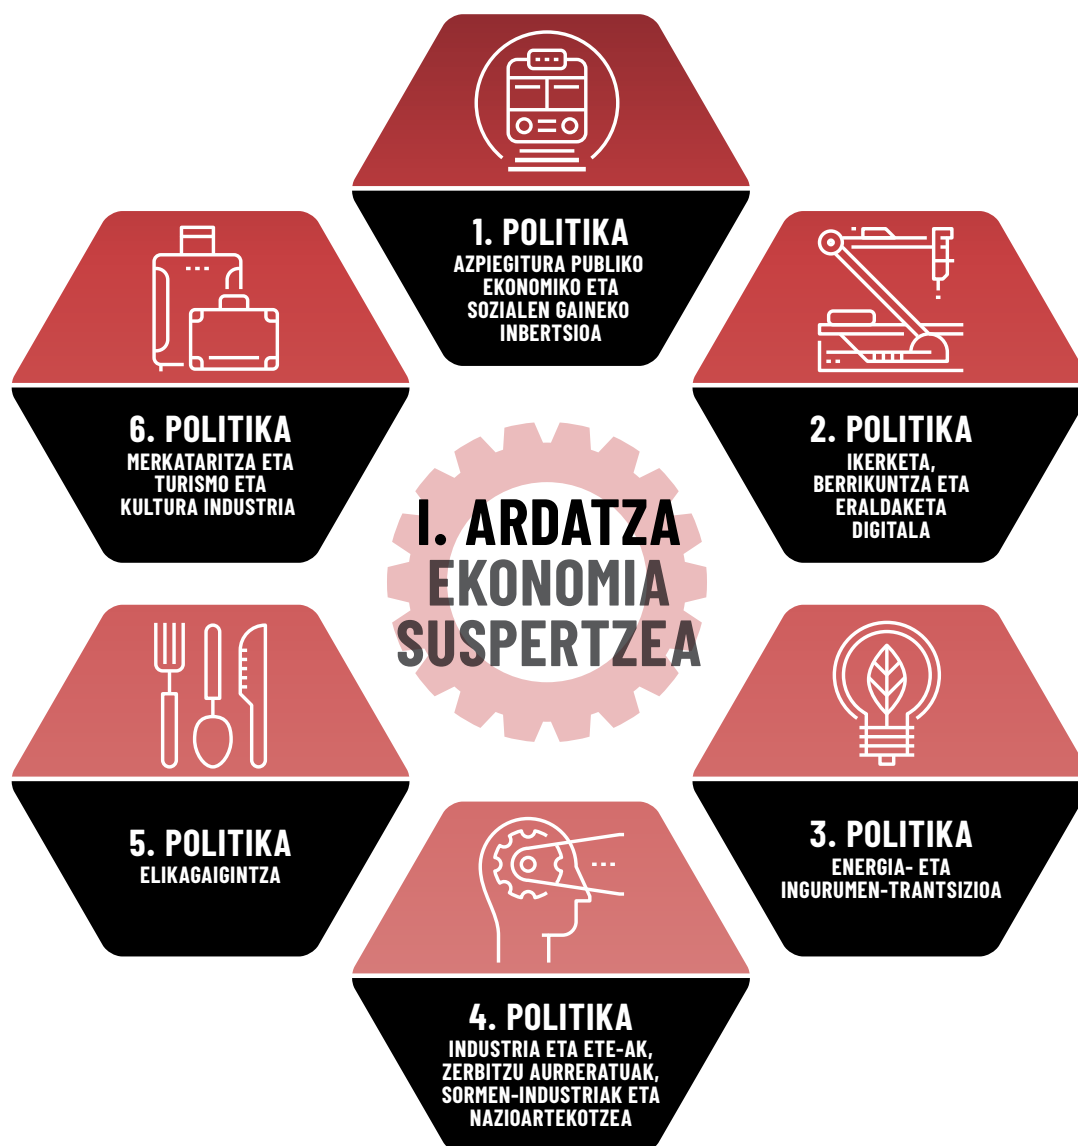 1. POLITIKA
AZPIEGITURA PUBLIKO
EKONOMIKO ETA
SOZIALEN GAINEKO
INBERTSIOA
2. POLITIKA
IKERKETA,
BERRIKUNTZA ETA
ERALDAKETA
DIGITALA
3. POLITIKA
ENERGIA- ETA
INGURUMEN-TRANTSIZIOA
4. POLITIKA
INDUSTRIA ETA ETE-AK,
ZERBITZU AURRERATUAK,
SORMEN-INDUSTRIAK ETA
NAZIOARTEKOTZEA
5. POLITIKA
ELIKAGAIGINTZA
6. POLITIKA
MERKATARITZA ETA
TURISMO ETA
KULTURA INDUSTRIA
I. ARDATZA
EKONOMIA
SUSPERTZEA